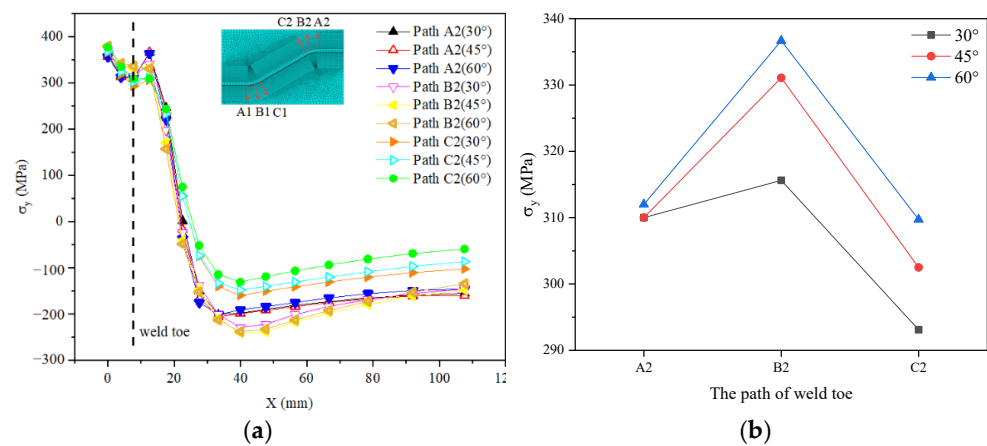 (a)
400
300
200
100
0
−100
−200
−300
σy (MPa)
0
20
40
60
80
100
12
X (mm)
weld toe
C2 B2 A2
A1 B1 C1
Path A2(30°)
Path A2(45°)
Path A2(60°)
Path B2(30°)
Path B2(45°)
Path B2(60°)
Path C2(30°)
Path C2(45°)
Path C2(60°)
(a)
340
330
320
310
300
290
σy (MPa)
30°
45°
60°
A2
B2
C2
The path of weld toe
(b)